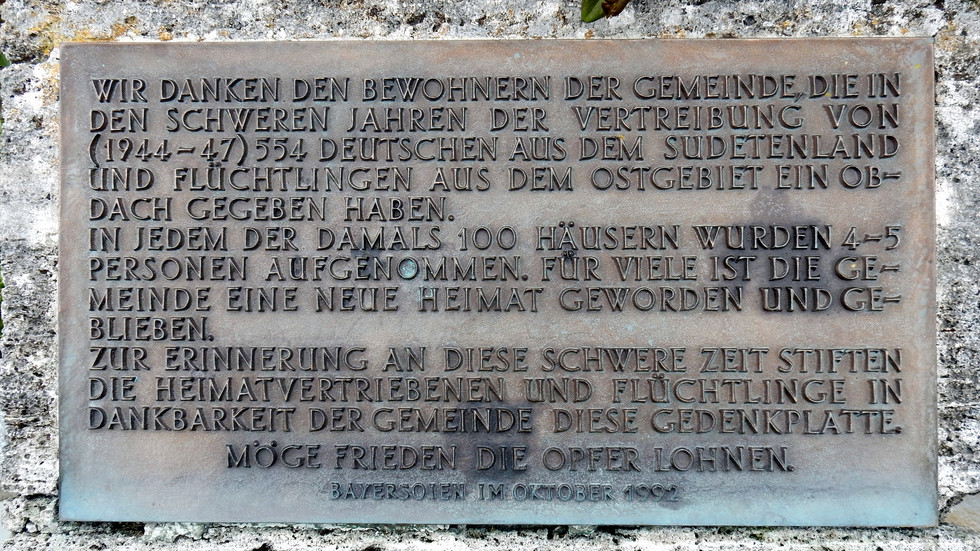 WIR DANKEN DEN BEWOHNERN DER GEMEINDE, DIE IN
DEN SCHWEREN JAHREN DER VERTREIBUNG VON
(1944-47) 554 DEUTSCHEN AUS DEM SUDETENLAND
UND FLÜCHTLINGEN AUS DEM OSTGEBIET EIN OB-
DACH GEGEBEN HABEN.
IN JEDEM DER DAMALS 100 HÄUSERN WURDEN 4-5
PERSONEN AUFGENOMMEN. FÜR VIELE IST DIE GE-
MEINDE EINE NEUE HEIMAT GEWORDEN UND GE-
BLIEBEN.
ZUR ERINNERUNG AN DIESE SCHWERE ZEIT STIFTEN
DIE HEIMATVERTRIEBENEN UND FLÜCHTLINGE IN
DANKBARKEIT DER GEMEINDE DIESE GEDENKPLATTE.
MÖGE FRIEDEN DIE OPFER LOHNEN.
BAYERSOIEN IM OKTOBER 1992